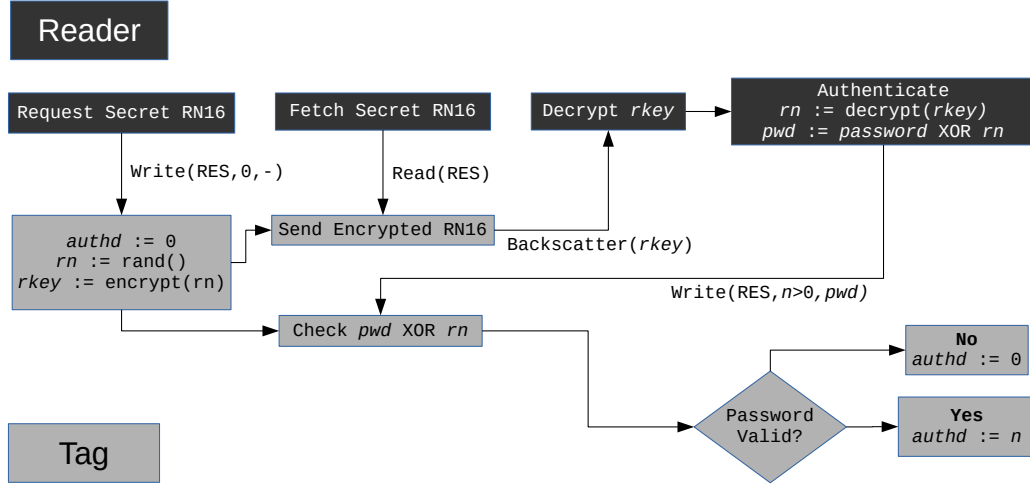 Reader
Request Secret RN16
Fetch Secret RN16
Decrypt rkey
Authenticate
rn := decrypt(rkey)
pwd := password XOR rn
Write(RES,0,-)
Read(RES)
authd := 0
rn := rand()
rkey := encrypt(rn)
Send Encrypted RN16
Backscatter(rkey)
Write(RES,n>0,pwd)
Check pwd XOR rn
No
authd := 0
Password
Valid?
Yes
authd := n
Tag